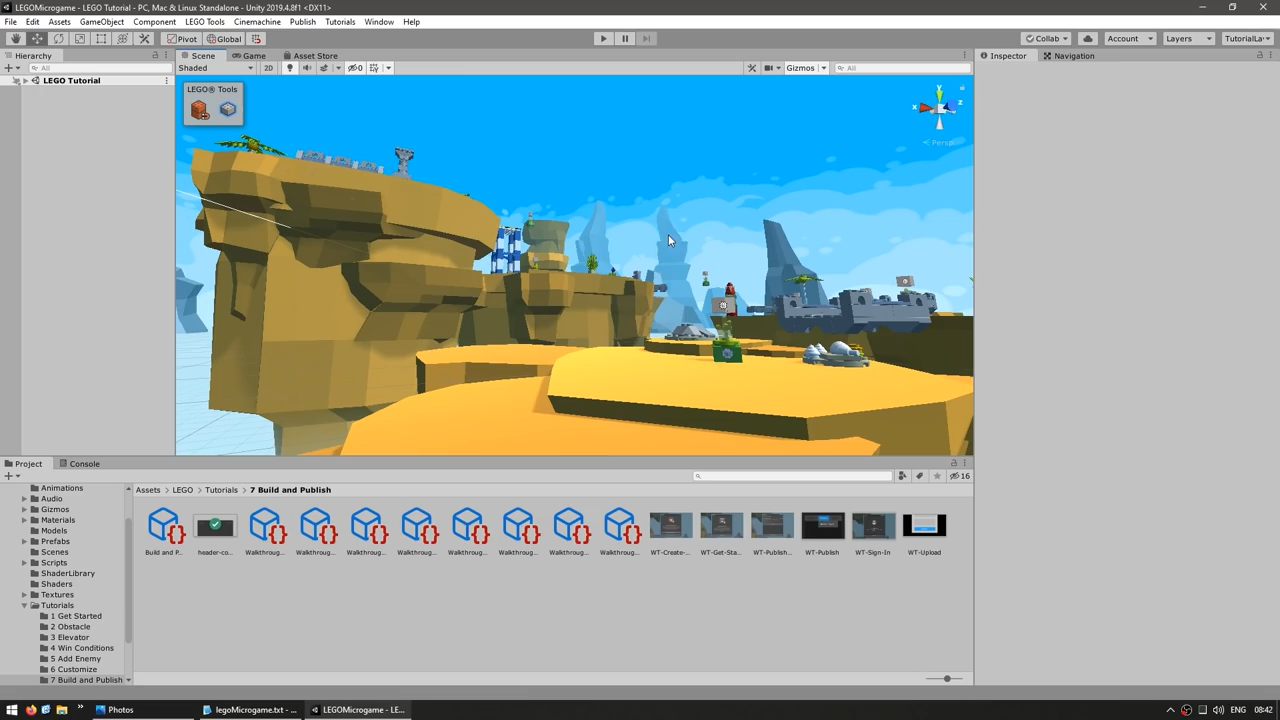 LEGOMicrogame - LEGO Tutorial - PC, Mac & Linux Standalone - Unity 2019.4.8f1 <DX11>
File Edit Assets GameObject Component LEGO Tools Cinemachine Publish Tutorials Window Help
Pivot Global Collab Account Layers TutorialLa
Hierarchy Scene Game Asset Store Inspector Navigation
All Shaded 2D 0 Gizmos All
LEGO Tutorial
LEGO® Tools
y
x z
Persp
Project Console
16
Animations
Audio
Gizmos
Materials
Models
Prefabs
Scenes
Scripts
ShaderLibrary
Shaders
Textures
Tutorials
1 Get Started
2 Obstacle
3 Elevator
4 Win Conditions
5 Add Enemy
6 Customize
7 Build and Publish
Assets LEGO Tutorials 7 Build and Publish
Build and P... header-co... Walkthroug... Walkthroug... Walkthroug... Walkthroug... Walkthroug... Walkthroug... Walkthroug... Walkthroug... WT-Create-... WT-Get-Sta... WT-Publish... WT-Publish WT-Sign-In WT-Upload
Photos legoMicrogame.txt - ... LEGOMicrogame - LE... ENG 08:42